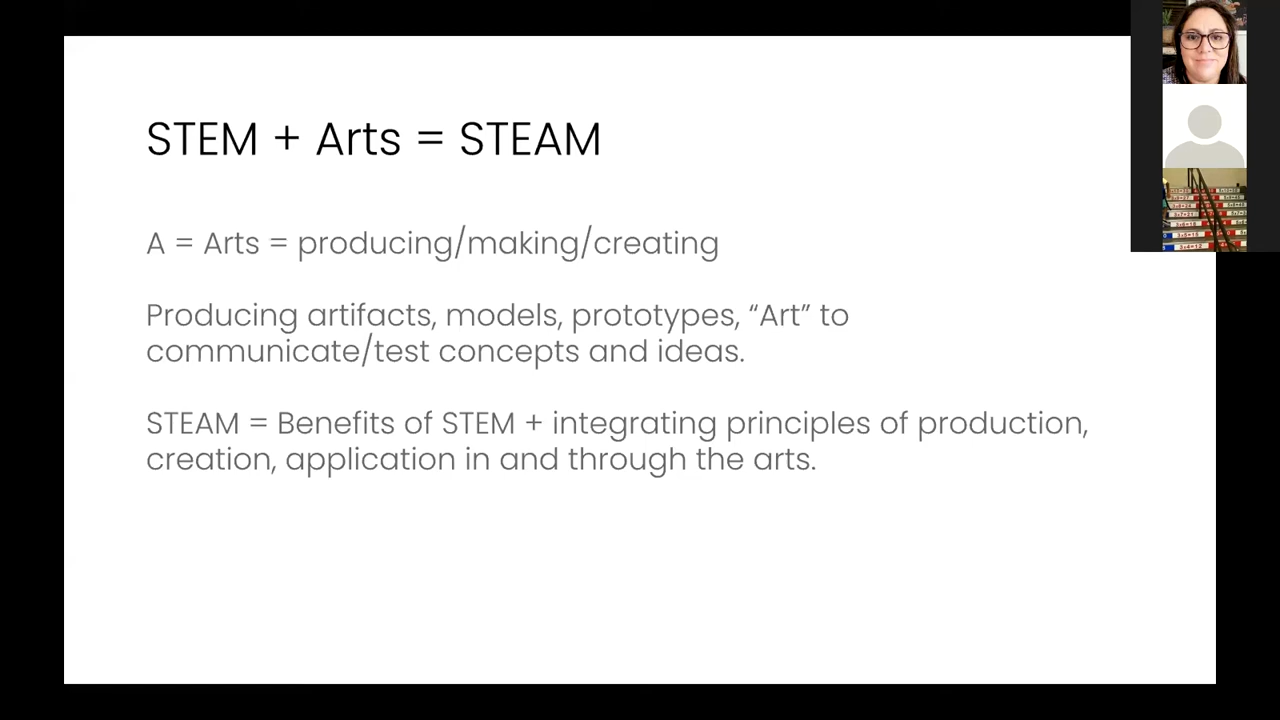 STEM + Arts = STEAM
A = Arts = producing/making/creating
Producing artifacts, models, prototypes, “Art” to
communicate/test concepts and ideas.
STEAM = Benefits of STEM + integrating principles of production,
creation, application in and through the arts.